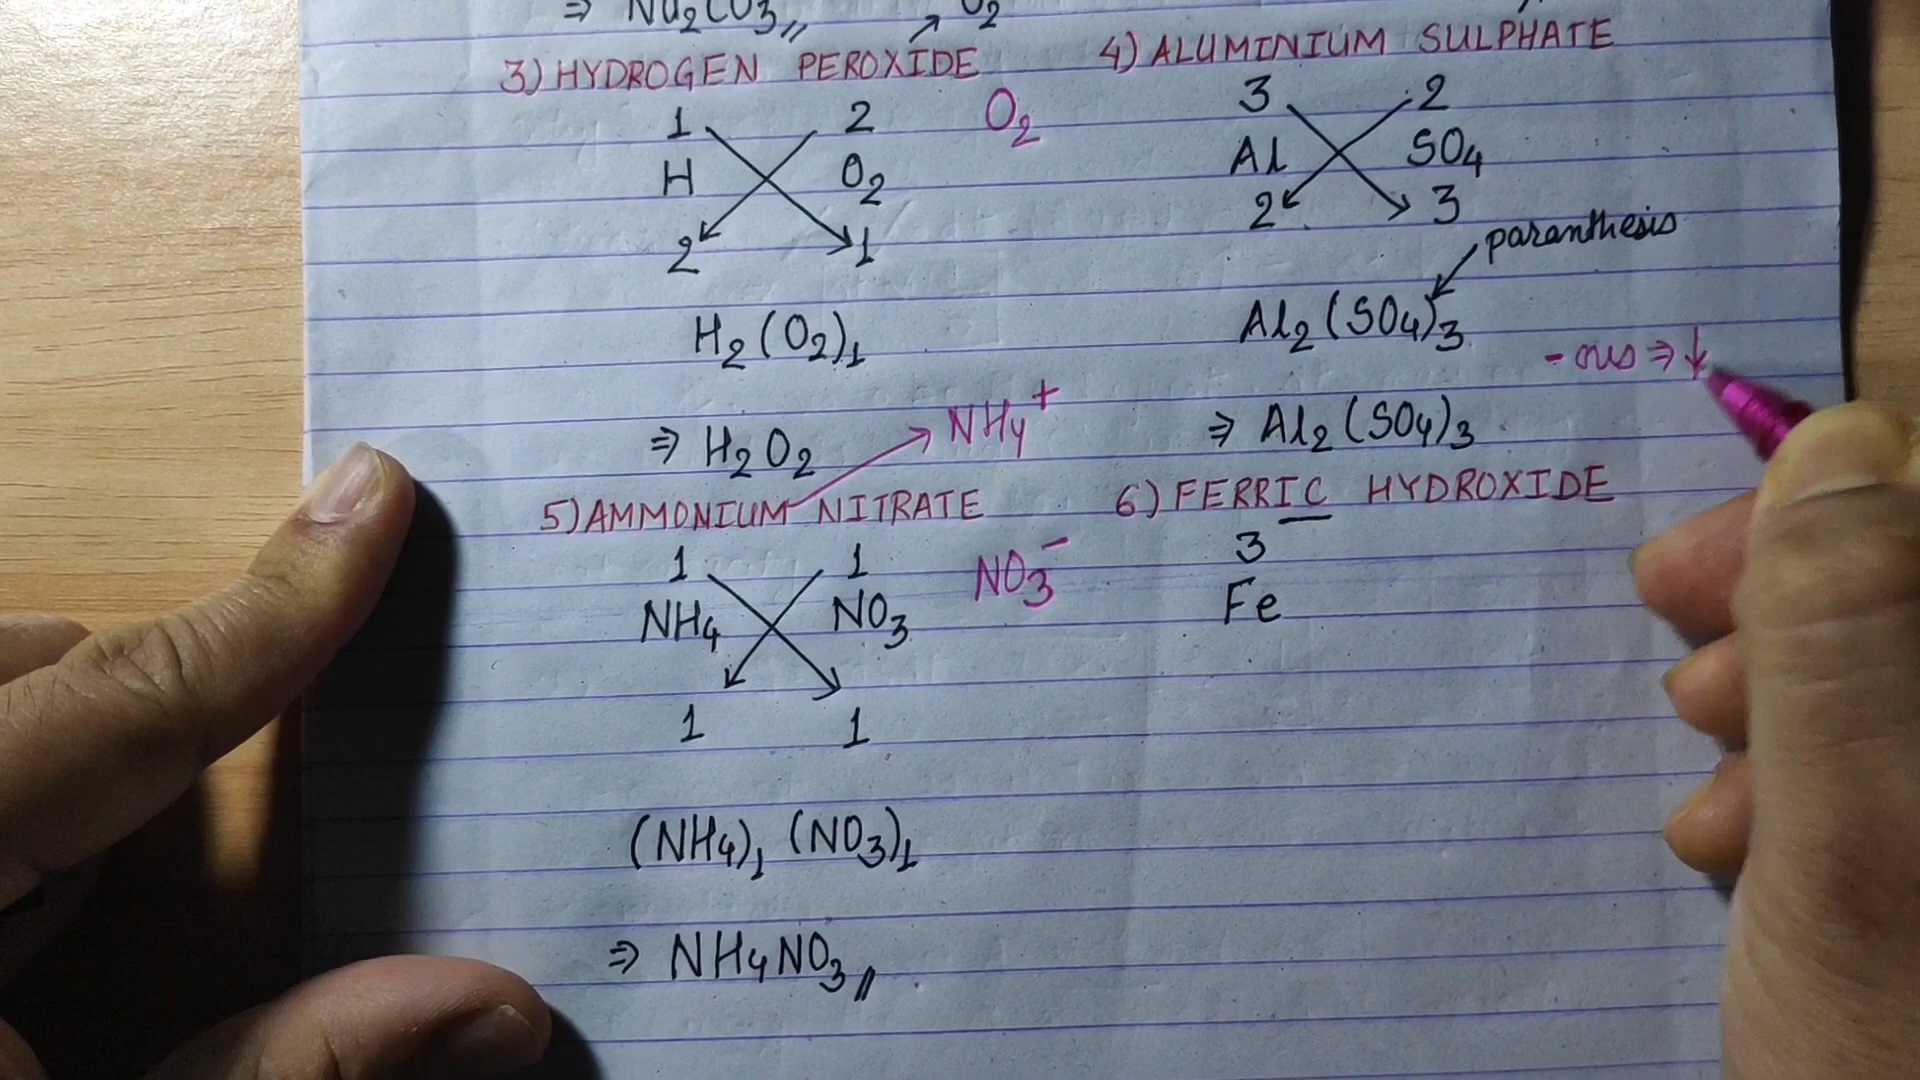 ⇒ Na2CO3,, ↗ O2
3) HYDROGEN PEROXIDE
1 2
H O2
2 1
O2
H2(O2)1
⇒ H2O2
4) ALUMINIUM SULPHATE
3 2
Al SO4
2 3
paranthesis
Al2(SO4)3
-ous ⇒ ↓
⇒ Al2(SO4)3
5) AMMONIUM NITRATE
NH4+
1 1
NH4 NO3
NO3-
1 1
(NH4)1 (NO3)1
⇒ NH4NO3,,
6) FERRIC HYDROXIDE
3
Fe